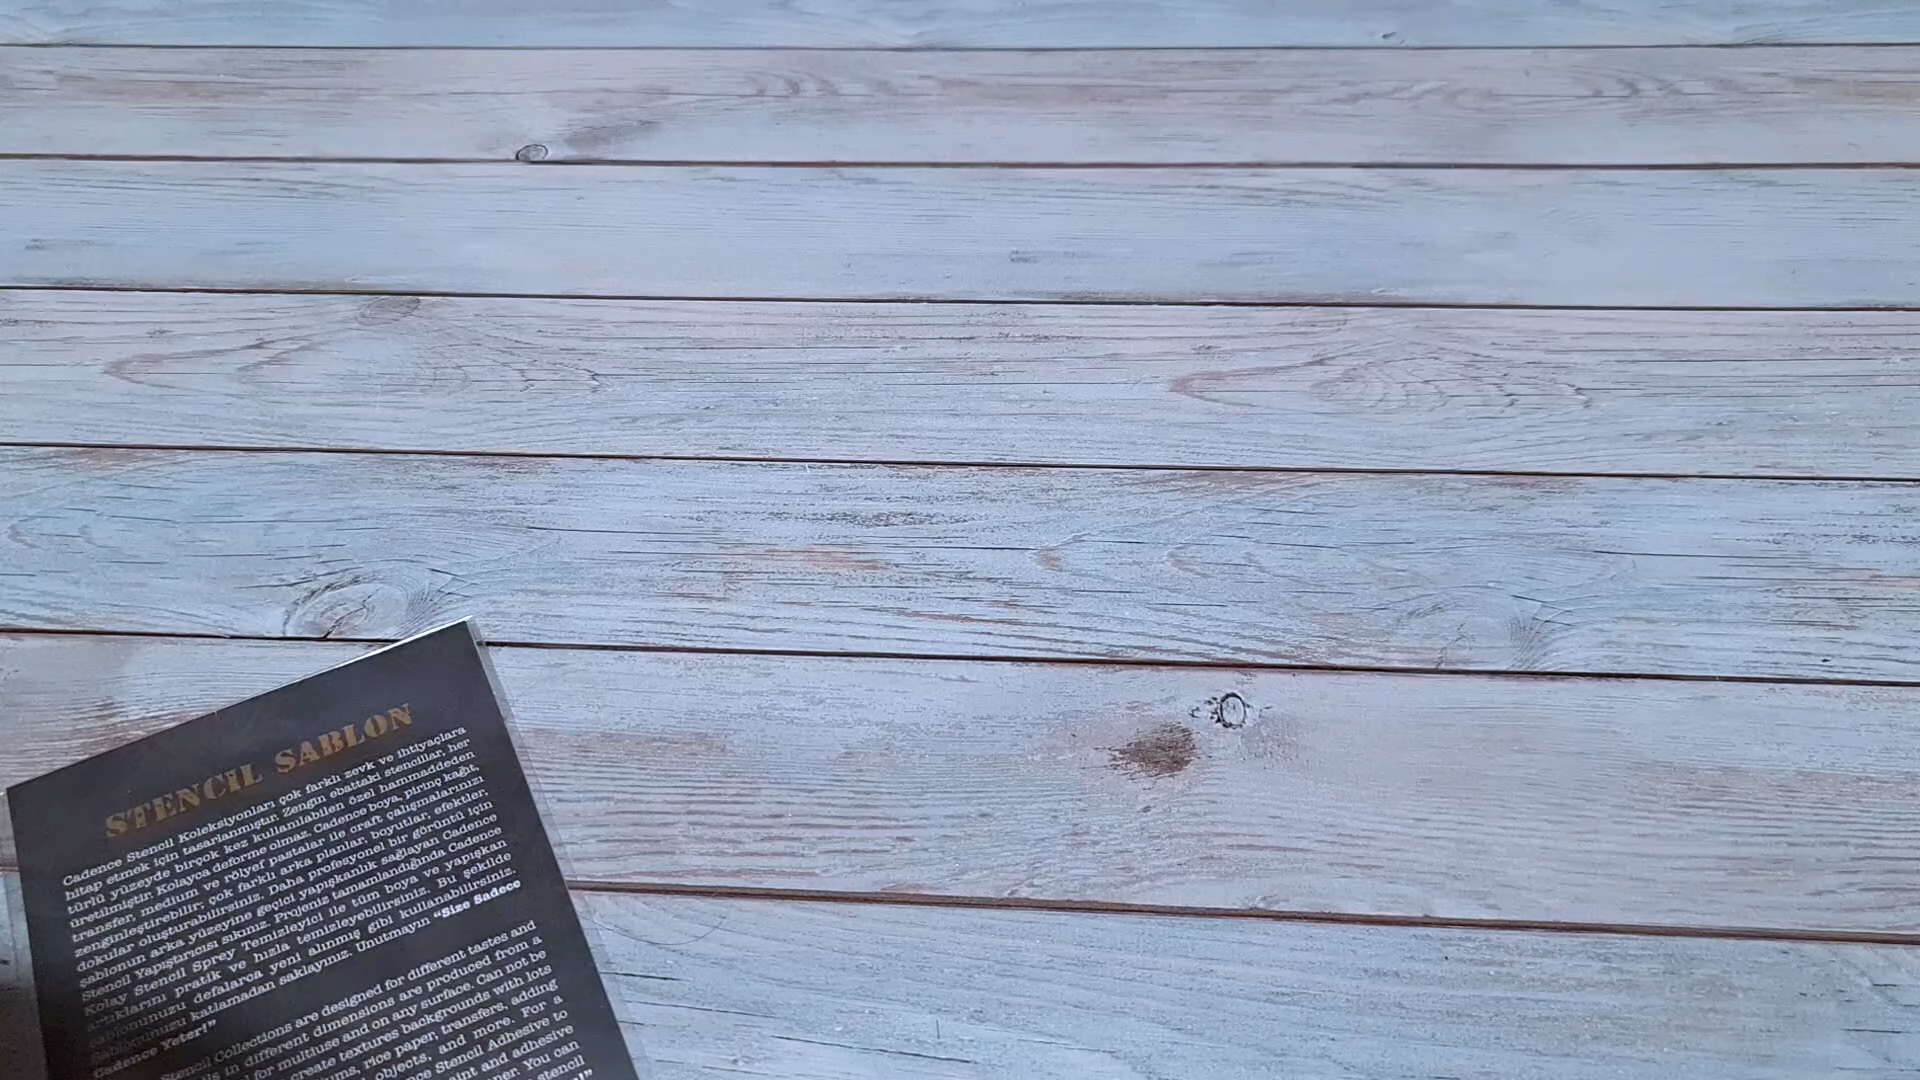 STENCİL SABLON
Cadence Stencil Koleksiyonları çok farklı zevk ve ihtiyaçlara
hitap etmek için tasarlanmıştır. Zengin ebattaki stenciller, her
türlü yüzeyde birçok kez kullanılabilen özel hammaddeden
üretilmiştir. Kolayca deforme olmaz. Cadence boya, pirinç kağıt,
transfer, medium ve rölyef pastalar ile craft çalışmalarınızı
zenginleştirebilir; çok farklı arka planlar, boyutlar, efektler,
dokular oluşturabilirsiniz. Daha profesyonel bir görüntü için
şablonun arka yüzeyine geçici yapışkanlık sağlayan Cadence
Stencil Yapıştırıcısı sıkınız. Projeniz tamamlandığında Cadence
Kolay Stencil Sprey Temizleyici ile tüm boya ve yapışkan
artıklarını pratik ve hızla temizleyebilirsiniz. Bu şekilde
şablonunuzu defalarca yeni alınmış gibi kullanabilirsiniz.
Şablonunuzu katlamadan saklayınız. Unutmayın "Size Sadece
Cadence Yeter!"
Stencil Collections are designed for different tastes and
in different dimensions are produced from a
for multiuse and on any surface. Can not be
create textures backgrounds with lots
rice paper, transfers, adding
objects, and more. For a
Stencil Adhesive to
paint and adhesive
You can
stencil